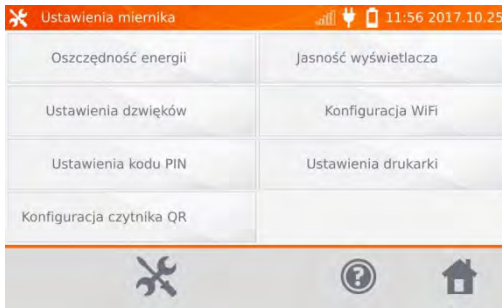 Ustawienia miernika 11:56 2017.10.25
Oszczędność energii Jasność wyświetlacza
Ustawienia dzwięków Konfiguracja WiFi
Ustawienia kodu PIN Ustawienia drukarki
Konfiguracja czytnika QR